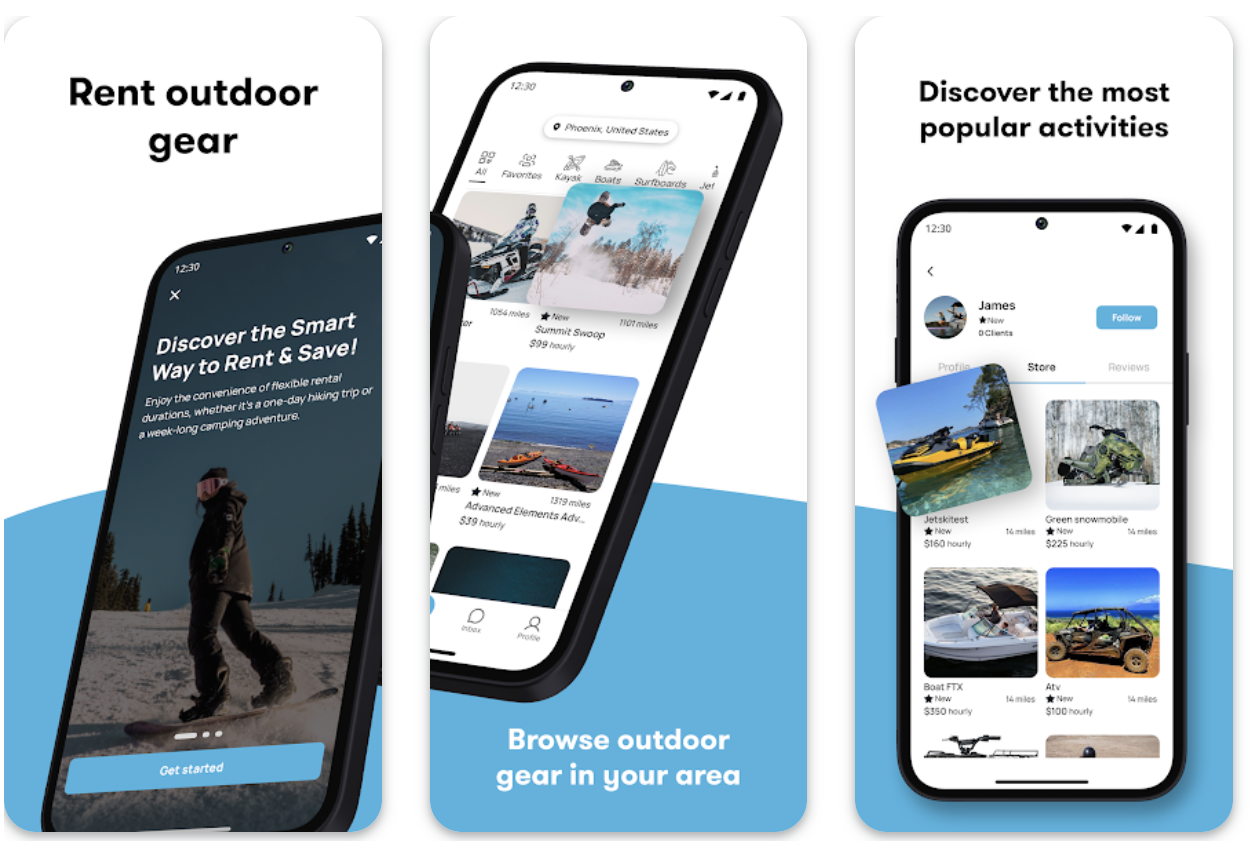 Rent outdoor
gear
12:30
Discover the Smart
Way to Rent & Save!
Enjoy the convenience of flexible rental
durations, whether it's a one-day hiking trip or
a week-long camping adventure.
Get started
12:30
Phoenix, United States
All Favorites Kayak Boats Surfboards Jet
1054 miles
New 1101 miles
Summit Swoop
$99 hourly
miles
New 1319 miles
Advanced Elements Adv...
$39 hourly
Inbox Profile
Browse outdoor
gear in your area
Discover the most
popular activities
12:30
James
New
0 Clients
Follow
Profile Store Reviews
Jetskitest
New 14 miles
$160 hourly
Green snowmobile
New 14 miles
$225 hourly
Boat FTX
New 14 miles
$350 hourly
Atv
New 14 miles
$100 hourly